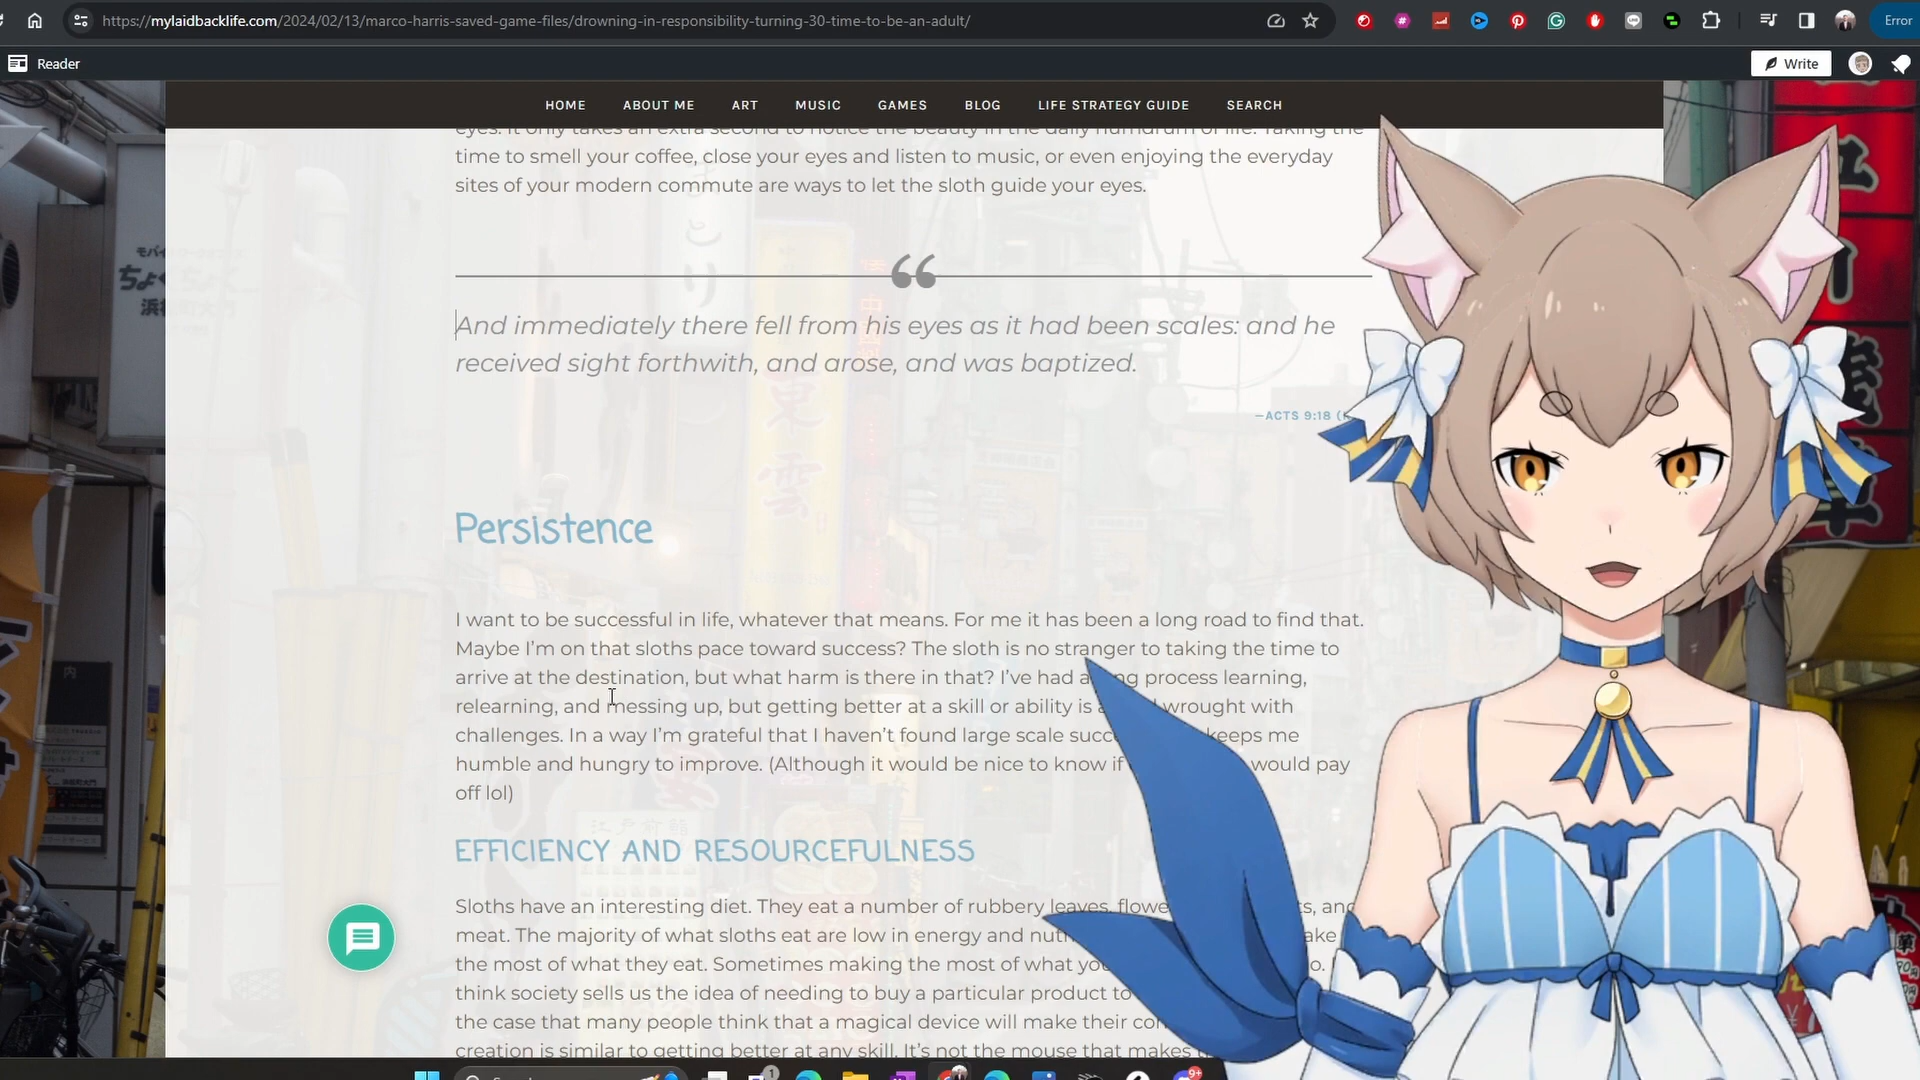 https://mylaidbacklife.com/2024/02/13/marco-harris-saved-game-files/drowning-in-responsibility-turning-30-time-to-be-an-adult/
Error
Reader
Write
HOME ABOUT ME ART MUSIC GAMES BLOG LIFE STRATEGY GUIDE SEARCH
eyes. It only takes an extra second to notice the beauty in the daily humdrum of life. Taking the
time to smell your coffee, close your eyes and listen to music, or even enjoying the everyday
sites of your modern commute are ways to let the sloth guide your eyes.
“
And immediately there fell from his eyes as it had been scales: and he
received sight forthwith, and arose, and was baptized.
—ACTS 9:18
Persistence
I want to be successful in life, whatever that means. For me it has been a long road to find that.
Maybe I'm on that sloths pace toward success? The sloth is no stranger to taking the time to
arrive at the destination, but what harm is there in that? I've had a process learning,
relearning, and messing up, but getting better at a skill or ability is wrought with
challenges. In a way I'm grateful that I haven't found large scale keeps me
humble and hungry to improve. (Although it would be nice to know if would pay
off lol)
EFFICIENCY AND RESOURCEFULNESS
Sloths have an interesting diet. They eat a number of rubbery leaves, and
meat. The majority of what sloths eat are low in energy and
the most of what they eat. Sometimes making the most of what
think society sells us the idea of needing to buy a particular product to
the case that many people think that a magical device will make their
creation is similar to getting better at any skill. It's not the mouse that makes
1
9+